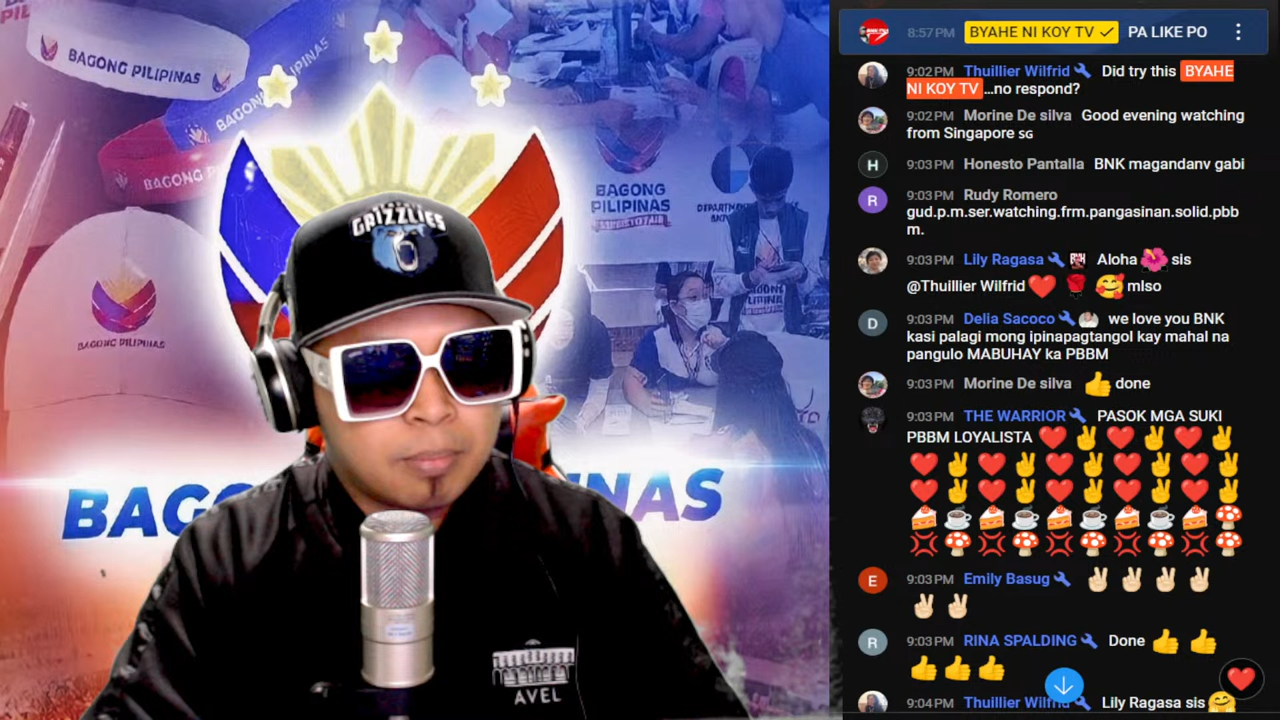 BAGONG PILIPINAS
BAGONG PILIPINAS
BAGONG
BAGONG PILIPINAS
BAGONG
PILIPINAS
GRIZZLIES
BAG
NAS
AVEL
8:57 PM BYAHE NI KOY TV ✓ PA LIKE PO
9:02 PM Thuillier Wilfrid 🔧 Did try this BYAHE
NI KOY TV ...no respond?
9:02 PM Morine De silva Good evening watching
from Singapore SG
H 9:03 PM Honesto Pantalla BNK magandanv gabi
R 9:03 PM Rudy Romero
gud.p.m.ser.watching.frm.pangasinan.solid.pbb
m.
9:03 PM Lily Ragasa 🔧 Aloha 🌺 sis
@Thuillier Wilfrid ❤️ 🌹 🥰 mlso
D 9:03 PM Delia Sacoco 🔧 we love you BNK
kasi palagi mong ipinapagtangol kay mahal na
pangulo MABUHAY ka PBBM
9:03 PM Morine De silva 👍 done
9:03 PM THE WARRIOR 🔧 PASOK MGA SUKI
PBBM LOYALISTA ❤️✌️❤️✌️❤️✌️
❤️✌️❤️✌️❤️✌️❤️✌️❤️✌️
❤️✌️❤️✌️❤️✌️❤️✌️❤️✌️
🍰☕🍰☕🍰☕🍰☕🍰🍄
💢🍄💢🍄💢🍄💢🍄💢🍄
E 9:03 PM Emily Basug 🔧 ✌🏻✌🏻✌🏻✌🏻
✌🏻✌🏻
R 9:03 PM RINA SPALDING 🔧 Done 👍 👍
👍👍👍
9:04 PM Thuillier Wilfrid 🔧 Lily Ragasa sis 🤗